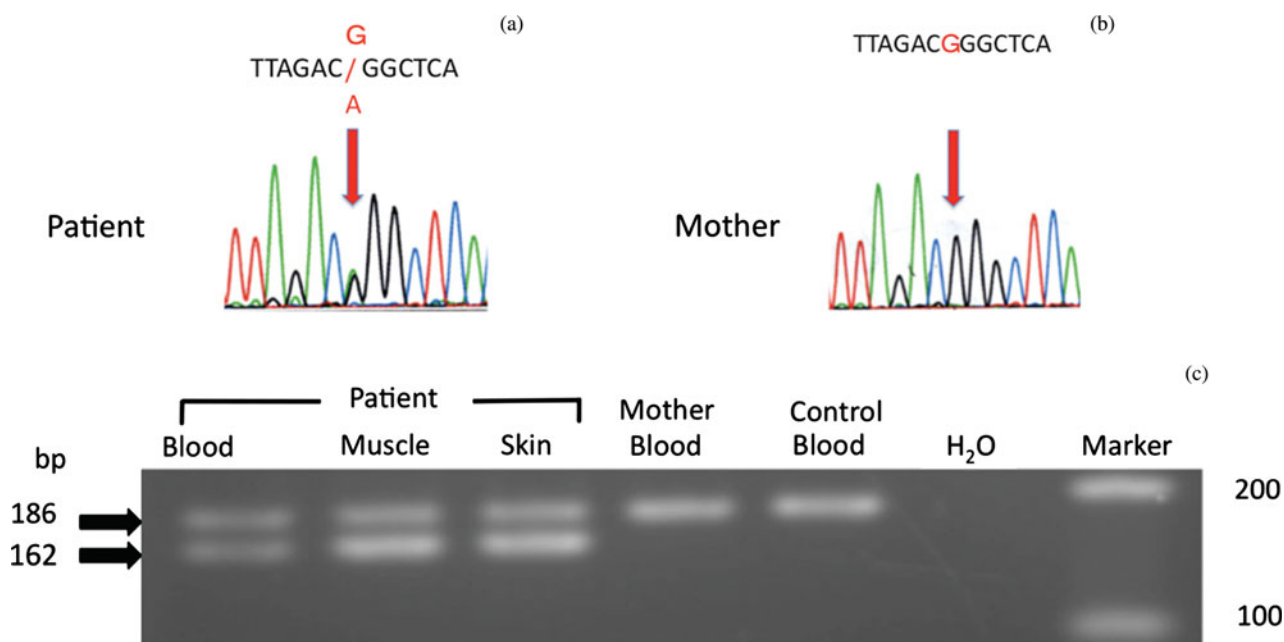 (a)
G
TTAGAC/GGCTCA
A
Patient
(b)
TTAGACGGGCTCA
Mother
(c)
Patient
Mother Control
Blood Muscle Skin Blood Blood H₂O Marker
bp
186
162
200
100